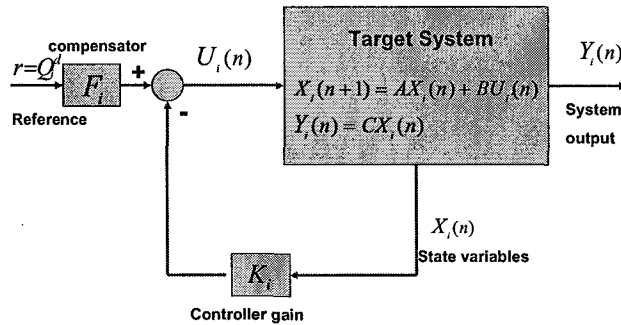 compensator
r=Q_i^d
F_i
+
-
Reference
U_i(n)
Target System
X_i(n+1) = AX_i(n) + BU_i(n)
Y_i(n) = CX_i(n)
Y_i(n)
System
output
X_i(n)
State variables
K_i
Controller gain